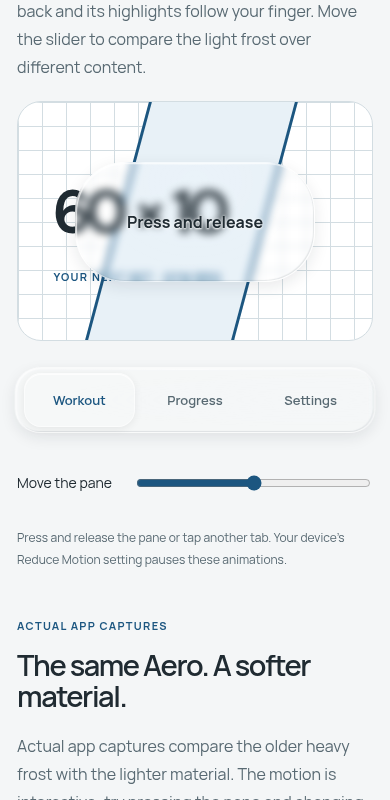 back and its highlights follow your finger. Move
the slider to compare the light frost over
different content.
60 × 10
Press and release
YOUR
Workout
Progress
Settings
Move the pane
Press and release the pane or tap another tab. Your device's
Reduce Motion setting pauses these animations.
ACTUAL APP CAPTURES
The same Aero. A softer
material.
Actual app captures compare the older heavy
frost with the lighter material. The motion is